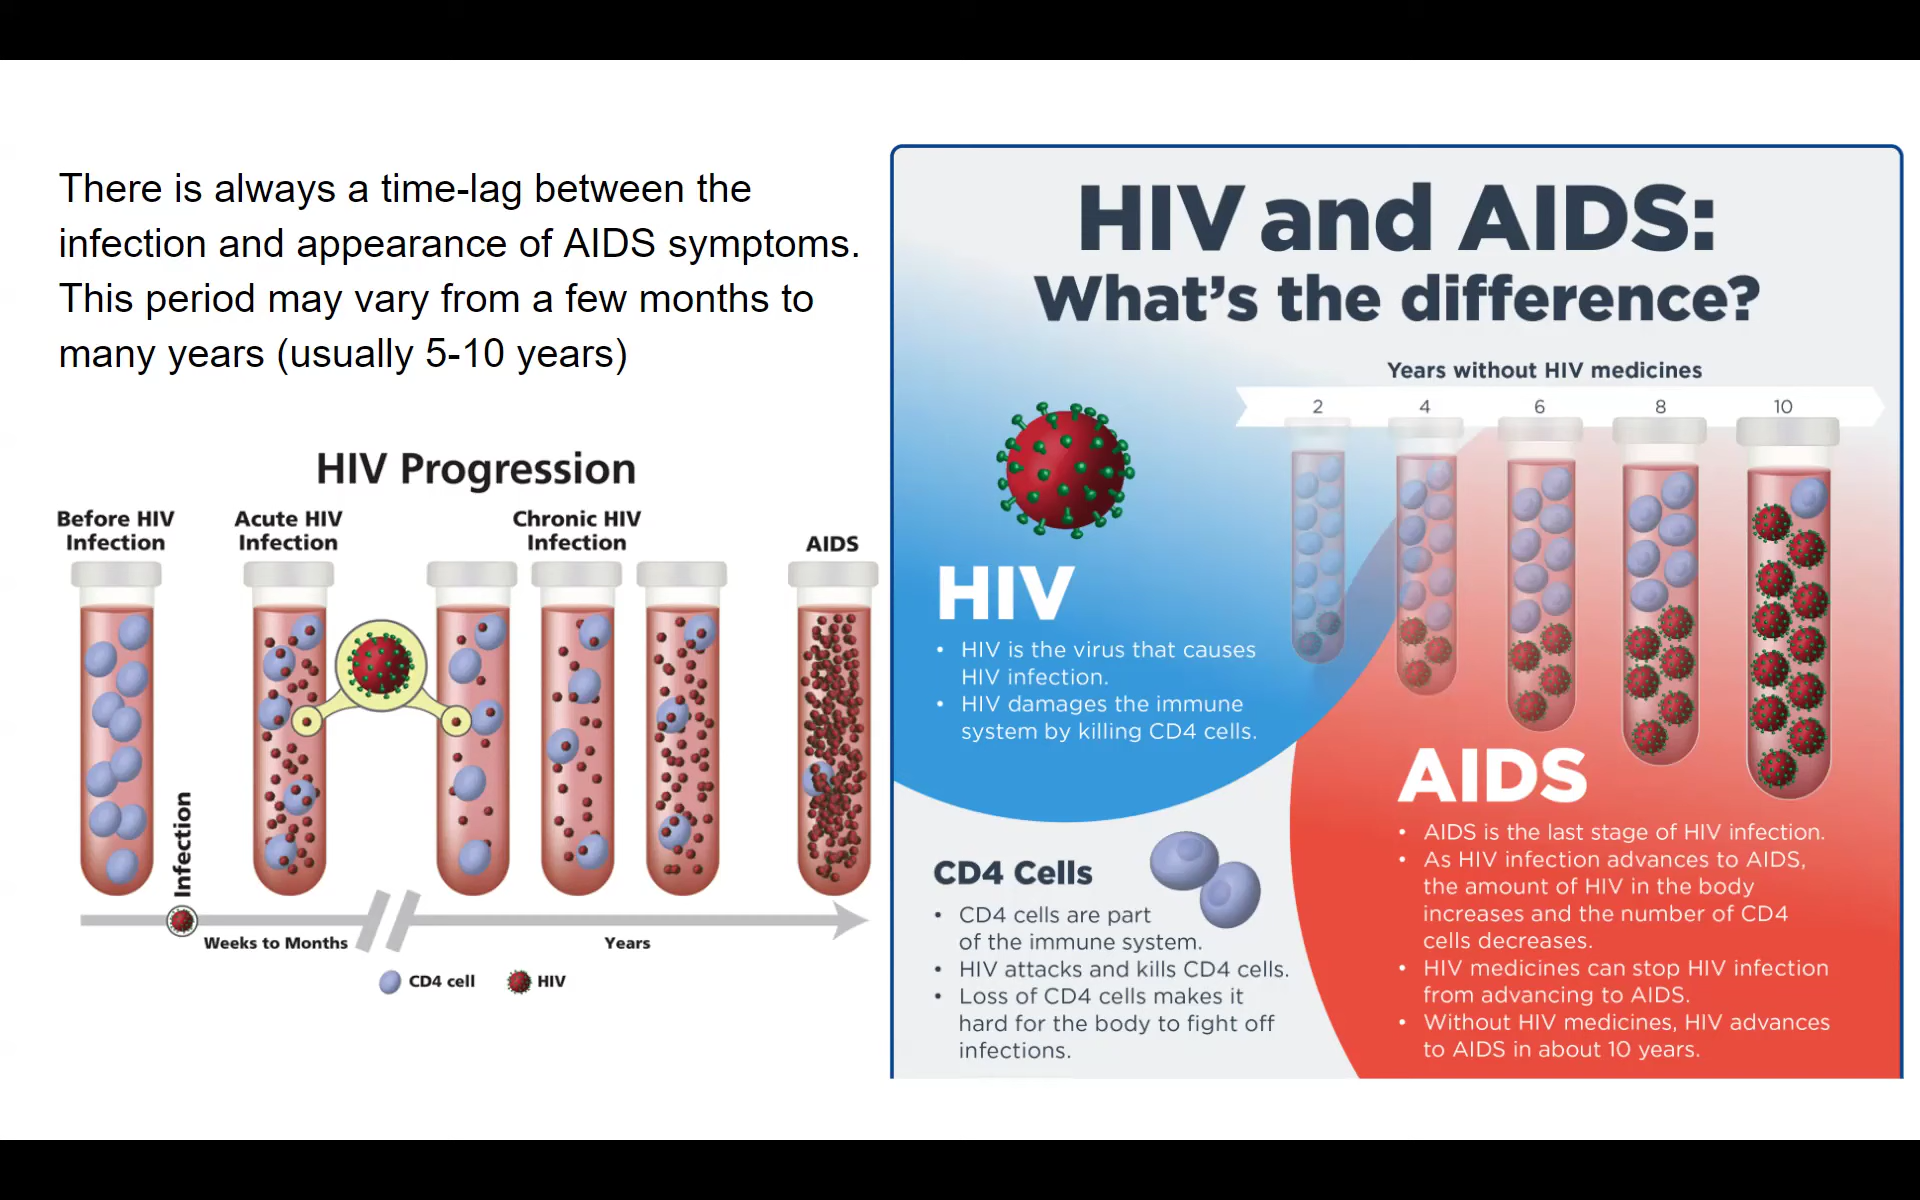 There is always a time-lag between the
infection and appearance of AIDS symptoms.
This period may vary from a few months to
many years (usually 5-10 years)
HIV Progression
Before HIV
Infection
Acute HIV
Infection
Chronic HIV
Infection
AIDS
Infection
Weeks to Months
Years
CD4 cell
HIV
HIV and AIDS:
What's the difference?
Years without HIV medicines
2 4 6 8 10
HIV
• HIV is the virus that causes
HIV infection.
• HIV damages the immune
system by killing CD4 cells.
CD4 Cells
• CD4 cells are part
of the immune system.
• HIV attacks and kills CD4 cells.
• Loss of CD4 cells makes it
hard for the body to fight off
infections.
AIDS
• AIDS is the last stage of HIV infection.
• As HIV infection advances to AIDS,
the amount of HIV in the body
increases and the number of CD4
cells decreases.
• HIV medicines can stop HIV infection
from advancing to AIDS.
• Without HIV medicines, HIV advances
to AIDS in about 10 years.